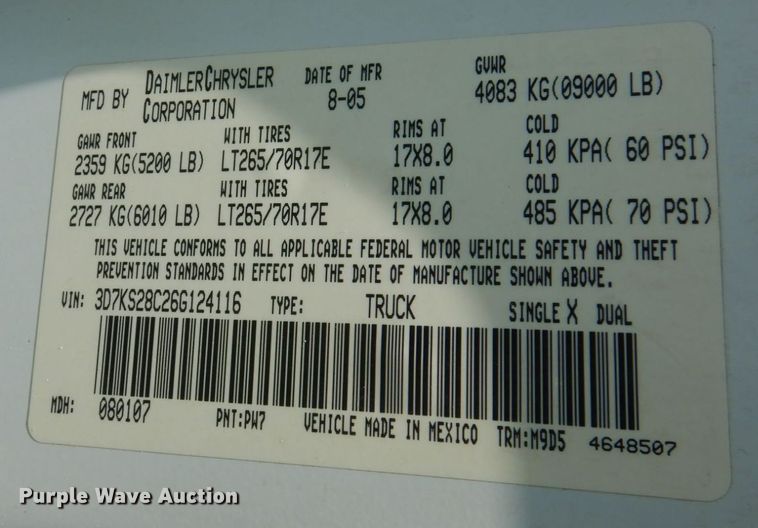 MFD BY DAIMLERCHRYSLER CORPORATION DATE OF MFR 8-05 GVWR 4083 KG(09000 LB)
GAWR FRONT WITH TIRES RIMS AT COLD
2359 KG(5200 LB) LT265/70R17E 17X8.0 410 KPA( 60 PSI)
GAWR REAR WITH TIRES RIMS AT COLD
2727 KG(6010 LB) LT265/70R17E 17X8.0 485 KPA( 70 PSI)
THIS VEHICLE CONFORMS TO ALL APPLICABLE FEDERAL MOTOR VEHICLE SAFETY AND THEFT
PREVENTION STANDARDS IN EFFECT ON THE DATE OF MANUFACTURE SHOWN ABOVE.
VIN: 3D7KS28C26G124116 TYPE: TRUCK SINGLE X DUAL
MDH: 080107 PNT:PW7 VEHICLE MADE IN MEXICO TRM:M9D5 4648507
Purple Wave Auction